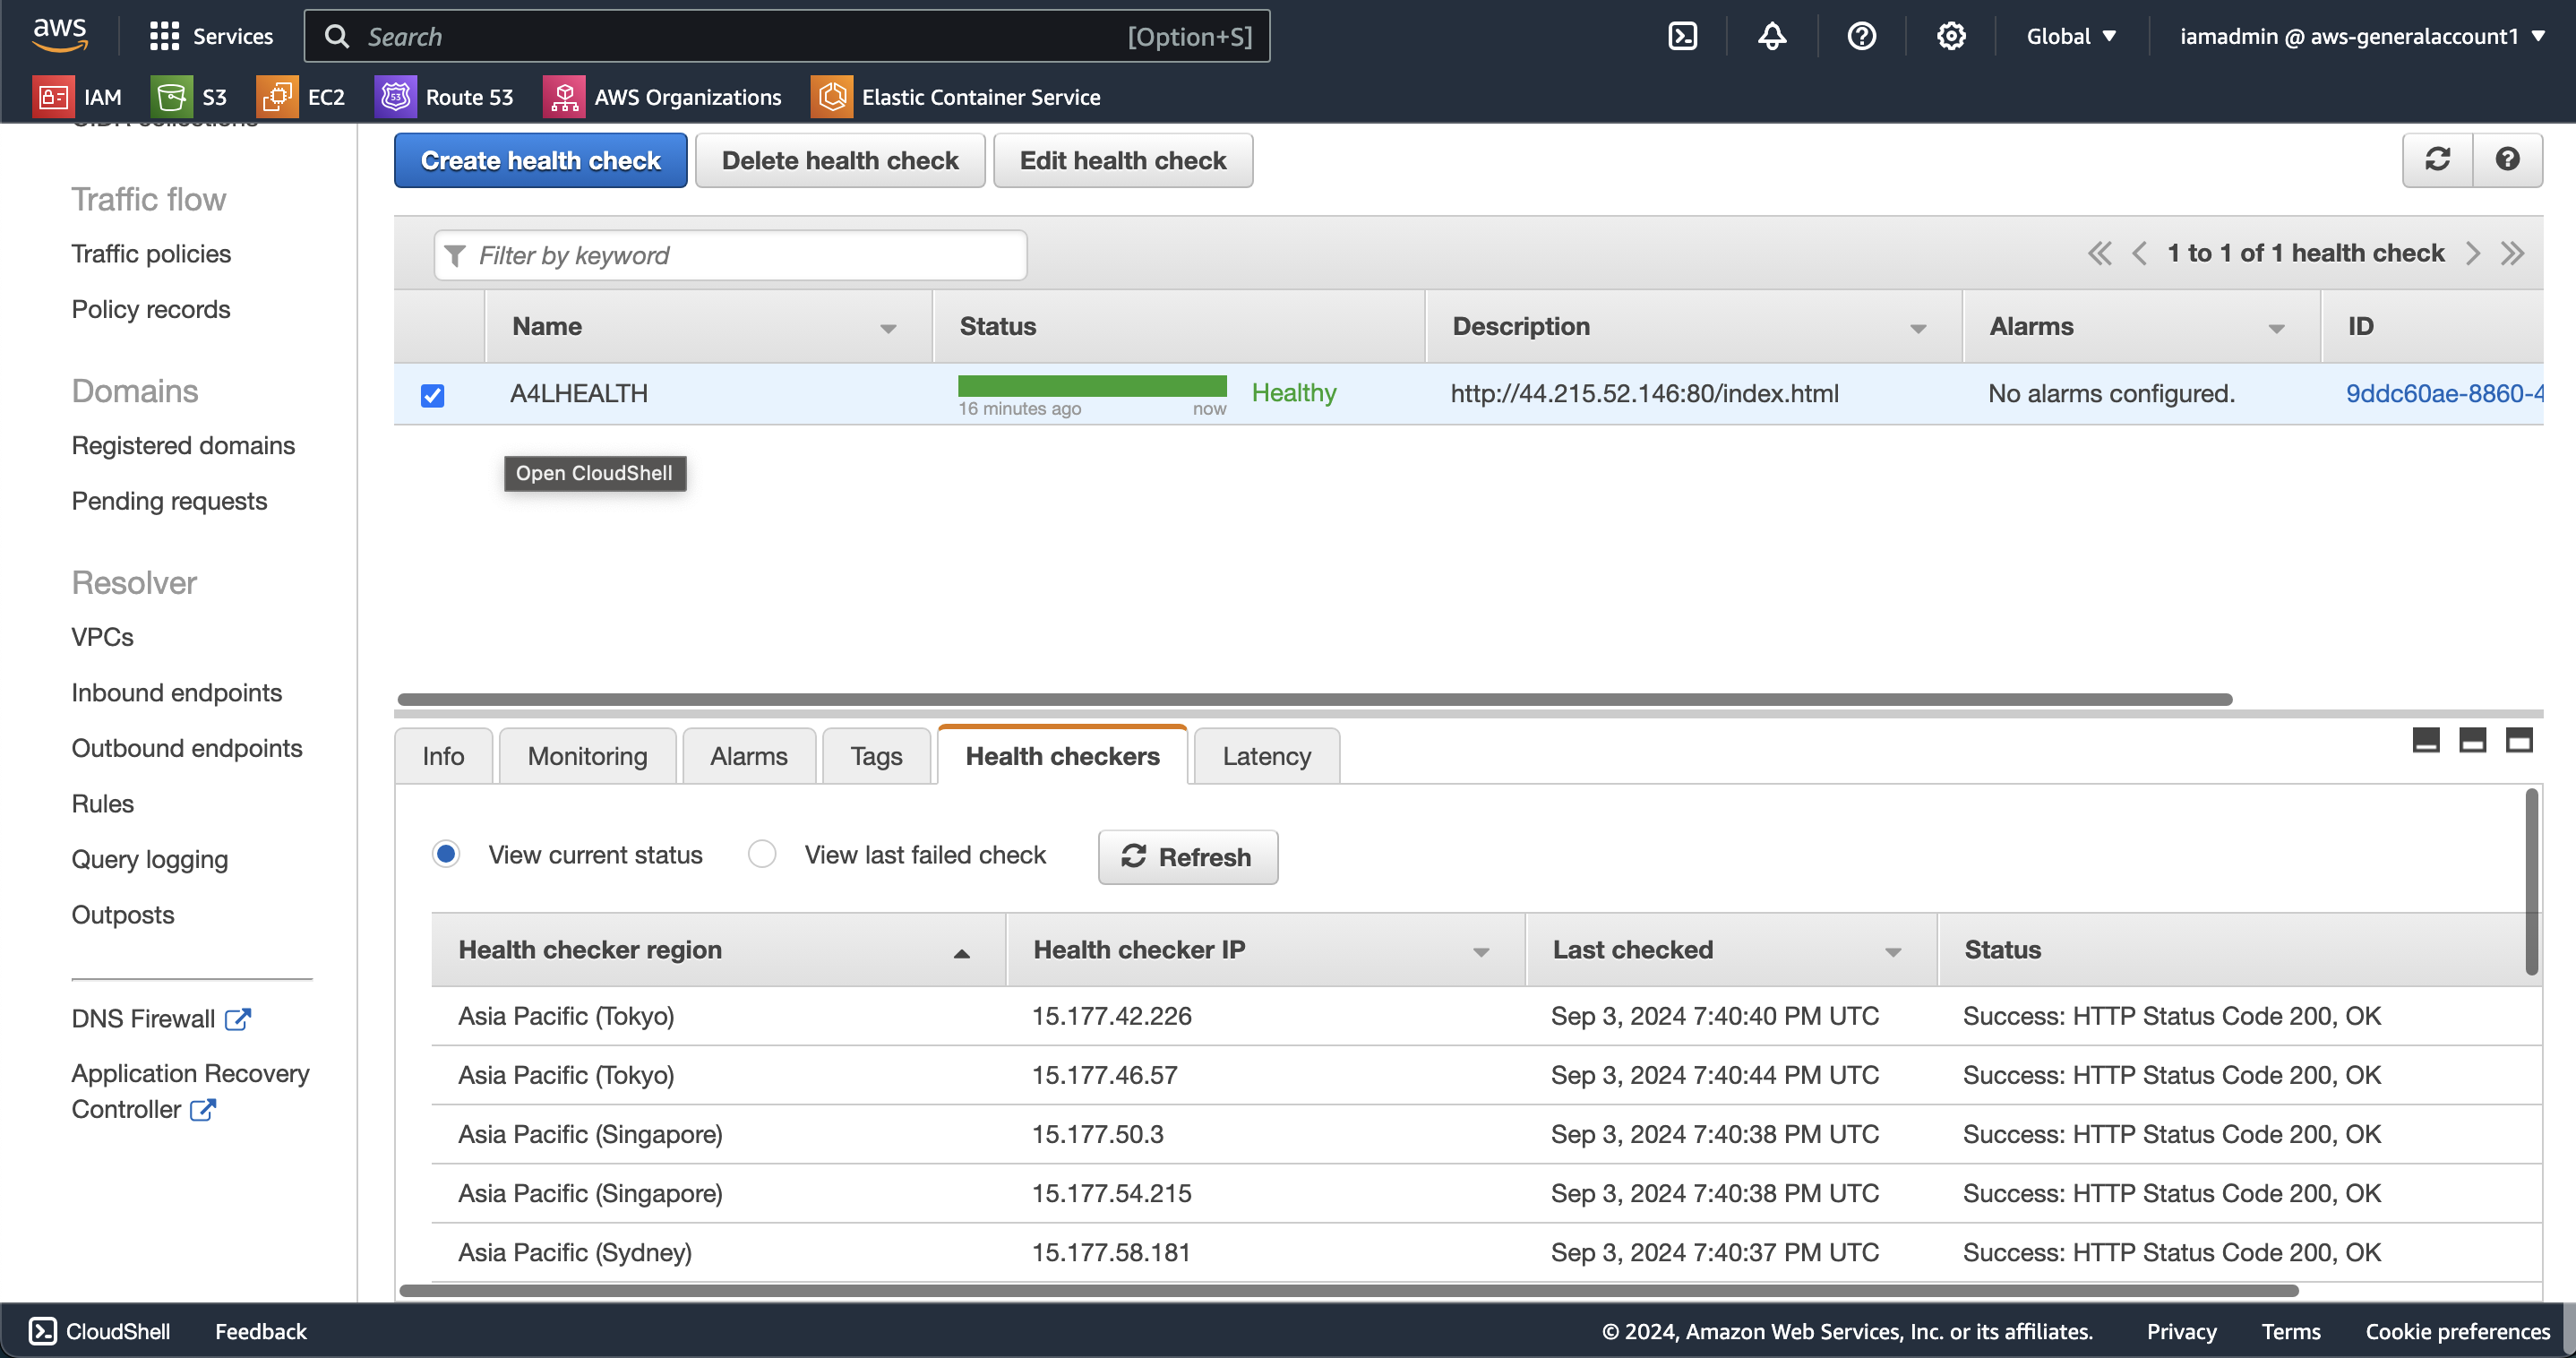 aws Services Search [Option+S] Global iamadmin @ aws-generalaccount1
IAM S3 EC2 53 Route 53 AWS Organizations Elastic Container Service
CIDR collections
Create health check Delete health check Edit health check
Traffic flow
Traffic policies
Policy records
Domains
Registered domains
Pending requests
Resolver
VPCs
Inbound endpoints
Outbound endpoints
Rules
Query logging
Outposts
DNS Firewall
Application Recovery
Controller
Filter by keyword 1 to 1 of 1 health check
Name Status Description Alarms ID
A4LHEALTH Healthy http://44.215.52.146:80/index.html No alarms configured. 9ddc60ae-8860-4
16 minutes ago now
Open CloudShell
Info Monitoring Alarms Tags Health checkers Latency
View current status View last failed check Refresh
Health checker region Health checker IP Last checked Status
Asia Pacific (Tokyo) 15.177.42.226 Sep 3, 2024 7:40:40 PM UTC Success: HTTP Status Code 200, OK
Asia Pacific (Tokyo) 15.177.46.57 Sep 3, 2024 7:40:44 PM UTC Success: HTTP Status Code 200, OK
Asia Pacific (Singapore) 15.177.50.3 Sep 3, 2024 7:40:38 PM UTC Success: HTTP Status Code 200, OK
Asia Pacific (Singapore) 15.177.54.215 Sep 3, 2024 7:40:38 PM UTC Success: HTTP Status Code 200, OK
Asia Pacific (Sydney) 15.177.58.181 Sep 3, 2024 7:40:37 PM UTC Success: HTTP Status Code 200, OK
CloudShell Feedback © 2024, Amazon Web Services, Inc. or its affiliates. Privacy Terms Cookie preferences